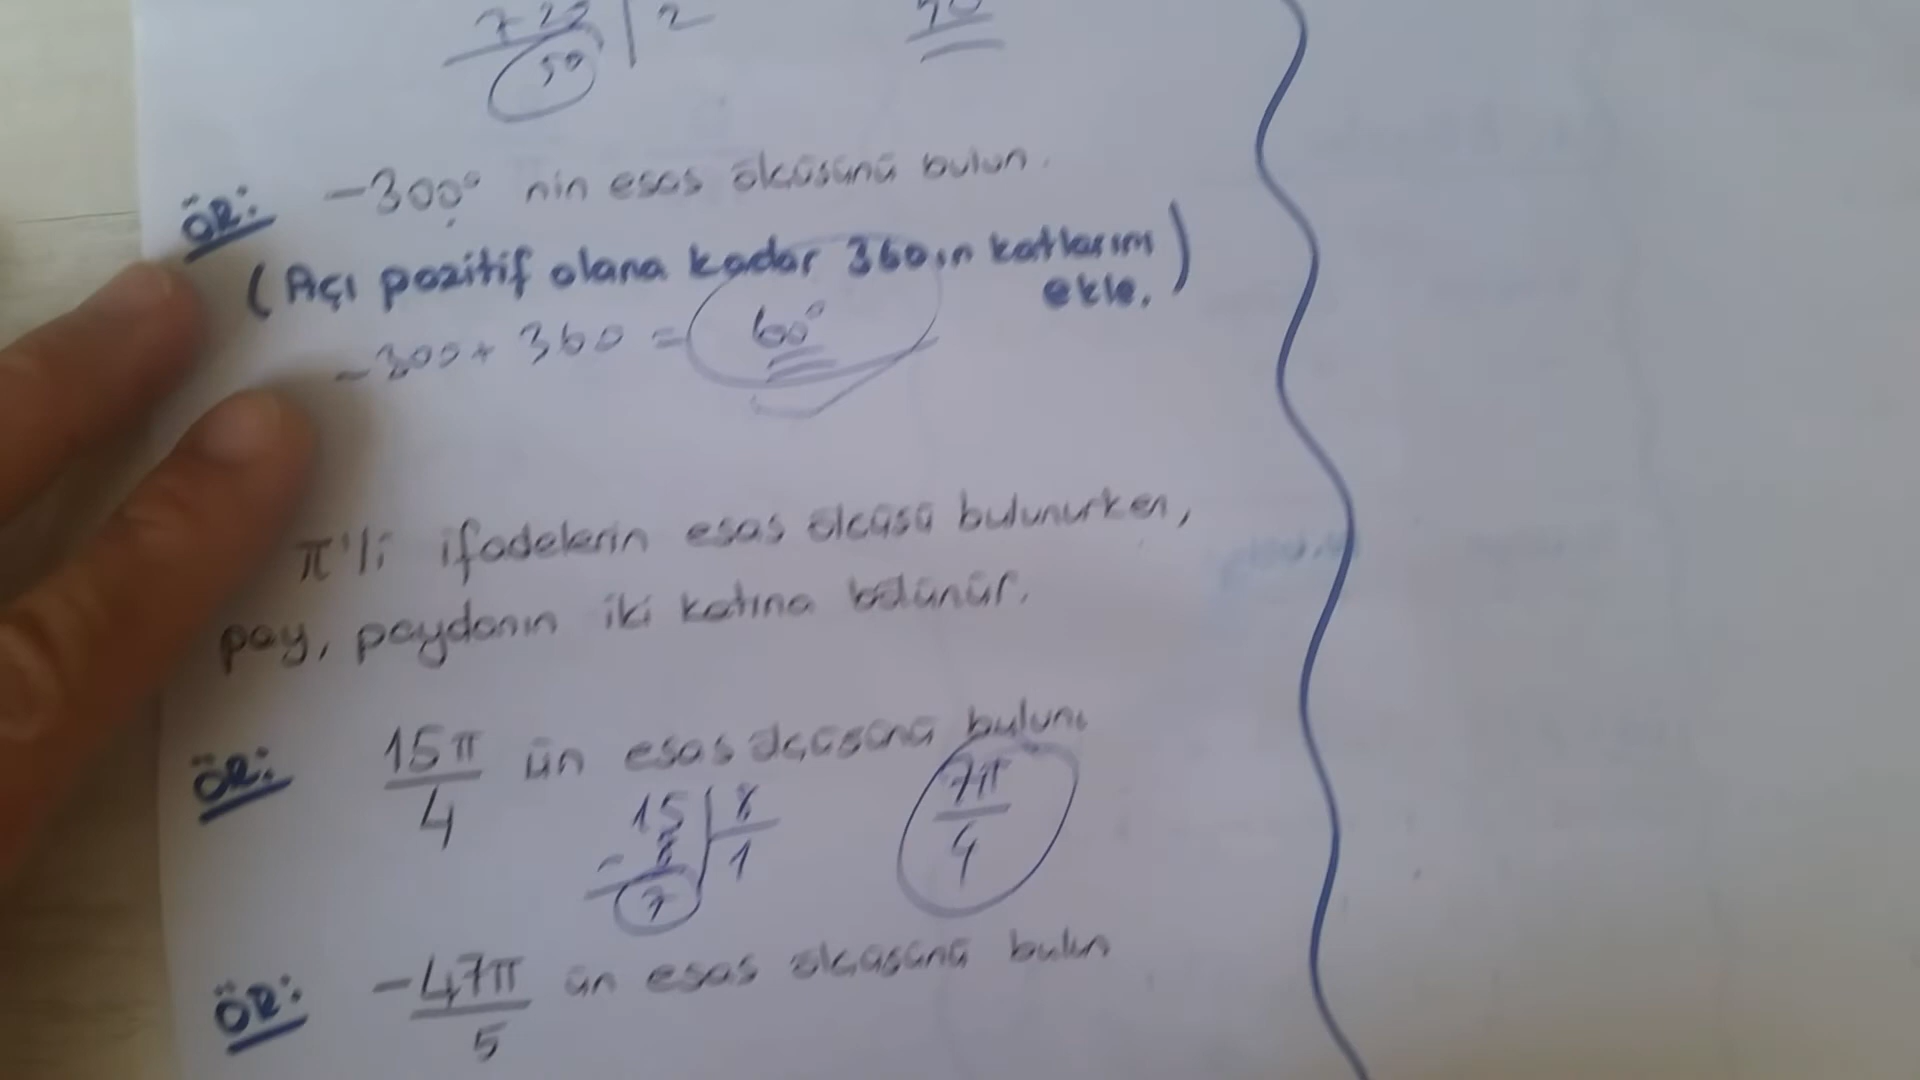 50 | 2
ÖR: -300° nin esas ölçüsünü bulun.
(Açı pozitif olana kadar 360ın katlarını
ekle.)
-300+360 = 60°
π'li ifadelerin esas ölçüsü bulunurken,
pay, paydanın iki katına bölünür.
ÖR: 15π/4 ün esas ölçüsünü bulun.
15 | 8
- 8 | 1
7
7π/4
ÖR: -47π/5 ün esas ölçüsünü bulun